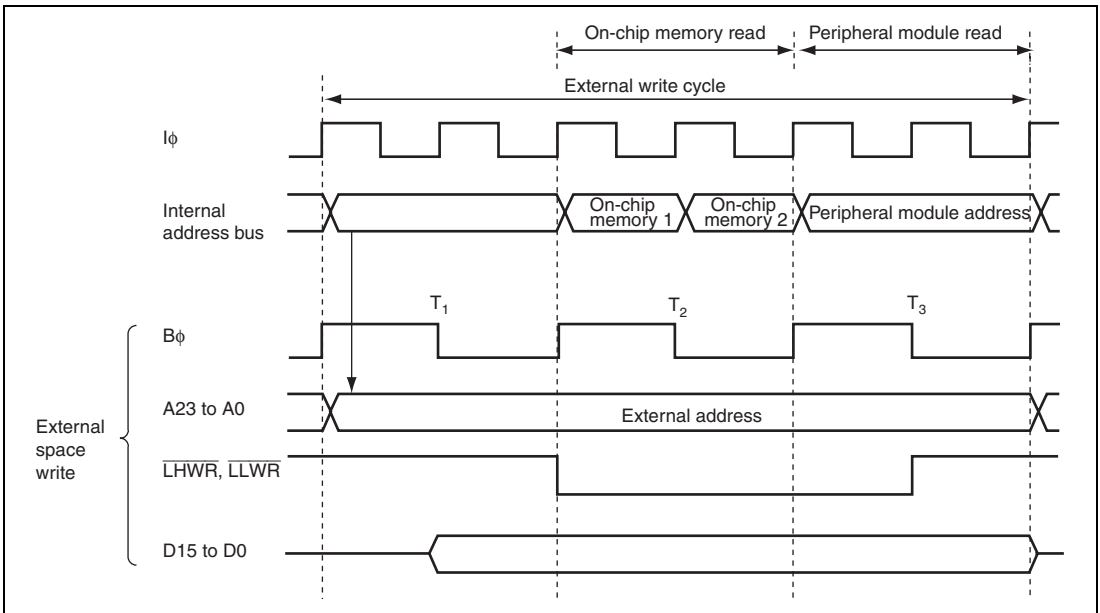 On-chip memory read Peripheral module read
External write cycle
Iϕ
Internal
address bus
On-chip
memory 1
On-chip
memory 2
Peripheral module address
T1 T2 T3
Bϕ
A23 to A0
External address
External
space
write
LHWR, LLWR
D15 to D0